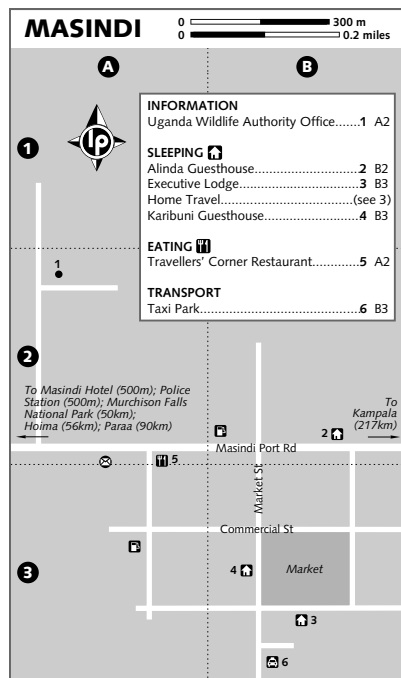 MASINDI
0 300 m
0 0.2 miles
A
B
1
lp
INFORMATION
Uganda Wildlife Authority Office.......1 A2
SLEEPING
Alinda Guesthouse...........................2 B2
Executive Lodge..............................3 B3
Home Travel..............................(see 3)
Karibuni Guesthouse........................4 B3
EATING
Travellers' Corner Restaurant............5 A2
TRANSPORT
Taxi Park..........................................6 B3
1
2
To Masindi Hotel (500m); Police
Station (500m); Murchison Falls
National Park (50km);
Hoima (56km); Paraa (90km)
To
Kampala
(217km)
2
Masindi Port Rd
5
Market St
Commercial St
3
4
Market
3
6